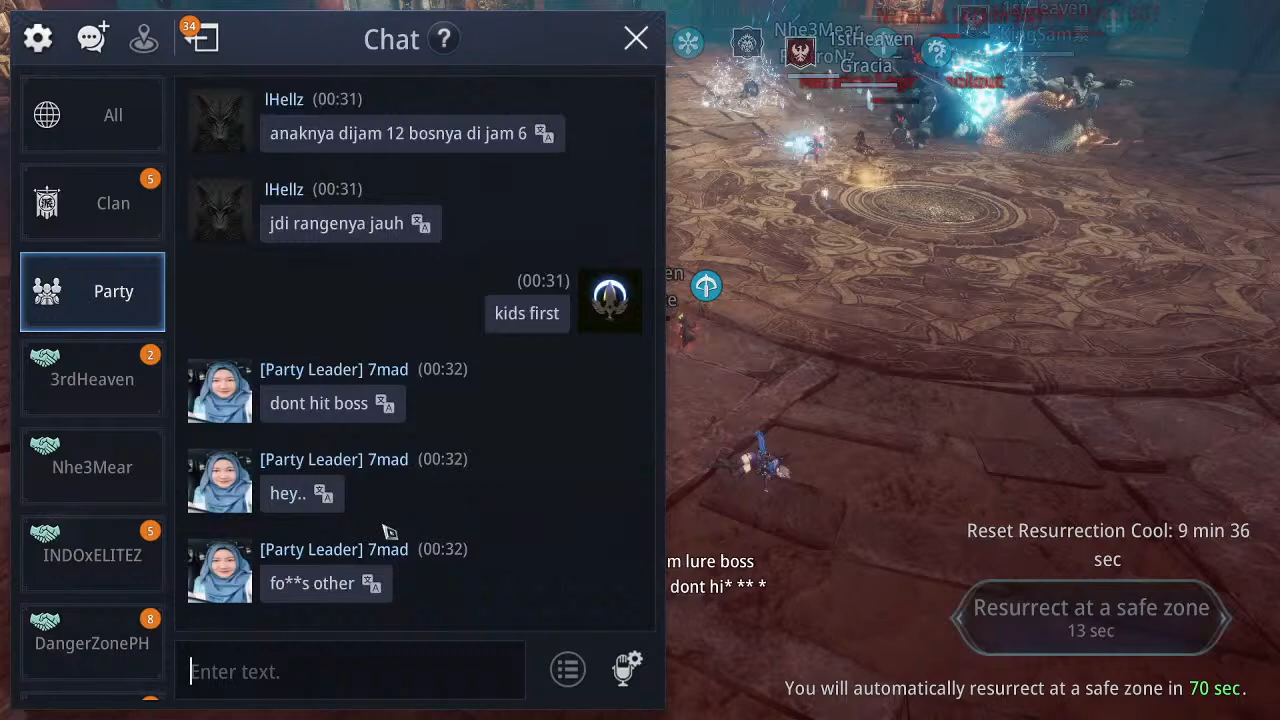 34
Chat ?
All
Clan
5
Party
3rdHeaven
2
Nhe3Mear
INDOxELITEZ
5
DangerZonePH
8
lHellz (00:31)
anaknya dijam 12 bosnya di jam 6
lHellz (00:31)
jdi rangenya jauh
(00:31)
kids first
[Party Leader] 7mad (00:32)
dont hit boss
[Party Leader] 7mad (00:32)
hey..
[Party Leader] 7mad (00:32)
fo**s other
Enter text.
Nhe3Mear
1stHeaven
Gracia
1stHeaven
KingSam
m lure boss
dont hi* ** *
Reset Resurrection Cool: 9 min 36
sec
Resurrect at a safe zone
13 sec
You will automatically resurrect at a safe zone in 70 sec.